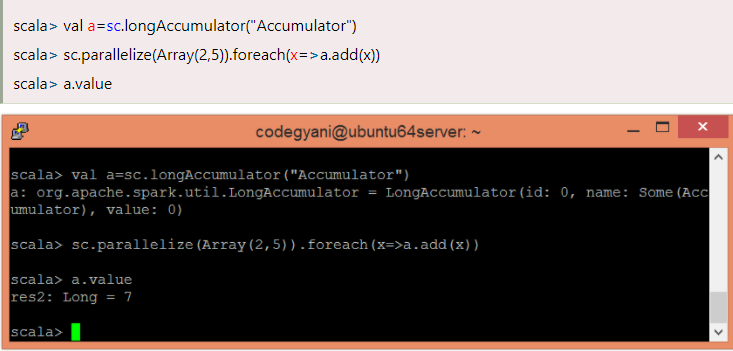 scala> val a=sc.longAccumulator("Accumulator")
scala> sc.parallelize(Array(2,5)).foreach(x=>a.add(x))
scala> a.value
codegyani@ubuntu64server: ~
scala> val a=sc.longAccumulator("Accumulator")
a: org.apache.spark.util.LongAccumulator = LongAccumulator(id: 0, name: Some(Acc
umulator), value: 0)
scala> sc.parallelize(Array(2,5)).foreach(x=>a.add(x))
scala> a.value
res2: Long = 7
scala>